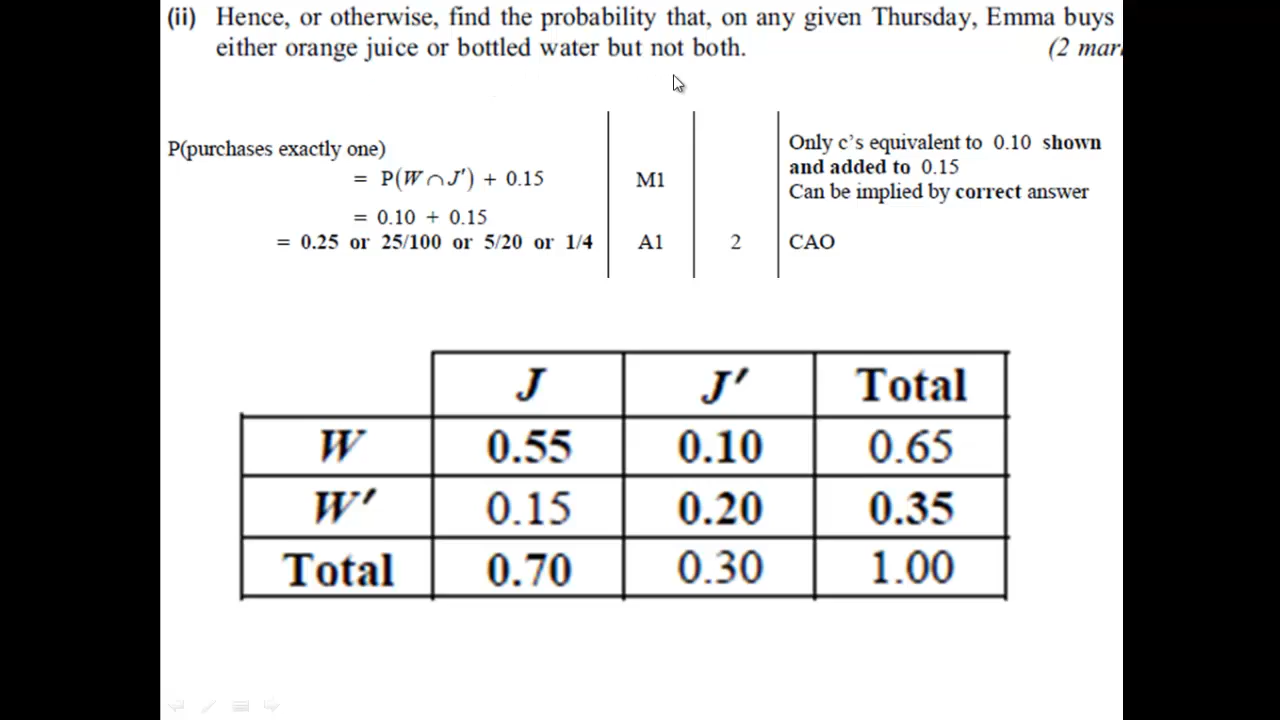 (ii) Hence, or otherwise, find the probability that, on any given Thursday, Emma buys
either orange juice or bottled water but not both. (2 mar
P(purchases exactly one)
= P(W ∩ J′) + 0.15 M1
= 0.10 + 0.15
= 0.25 or 25/100 or 5/20 or 1/4 A1 2 CAO
Only c's equivalent to 0.10 shown
and added to 0.15
Can be implied by correct answer
J J′ Total
W 0.55 0.10 0.65
W′ 0.15 0.20 0.35
Total 0.70 0.30 1.00